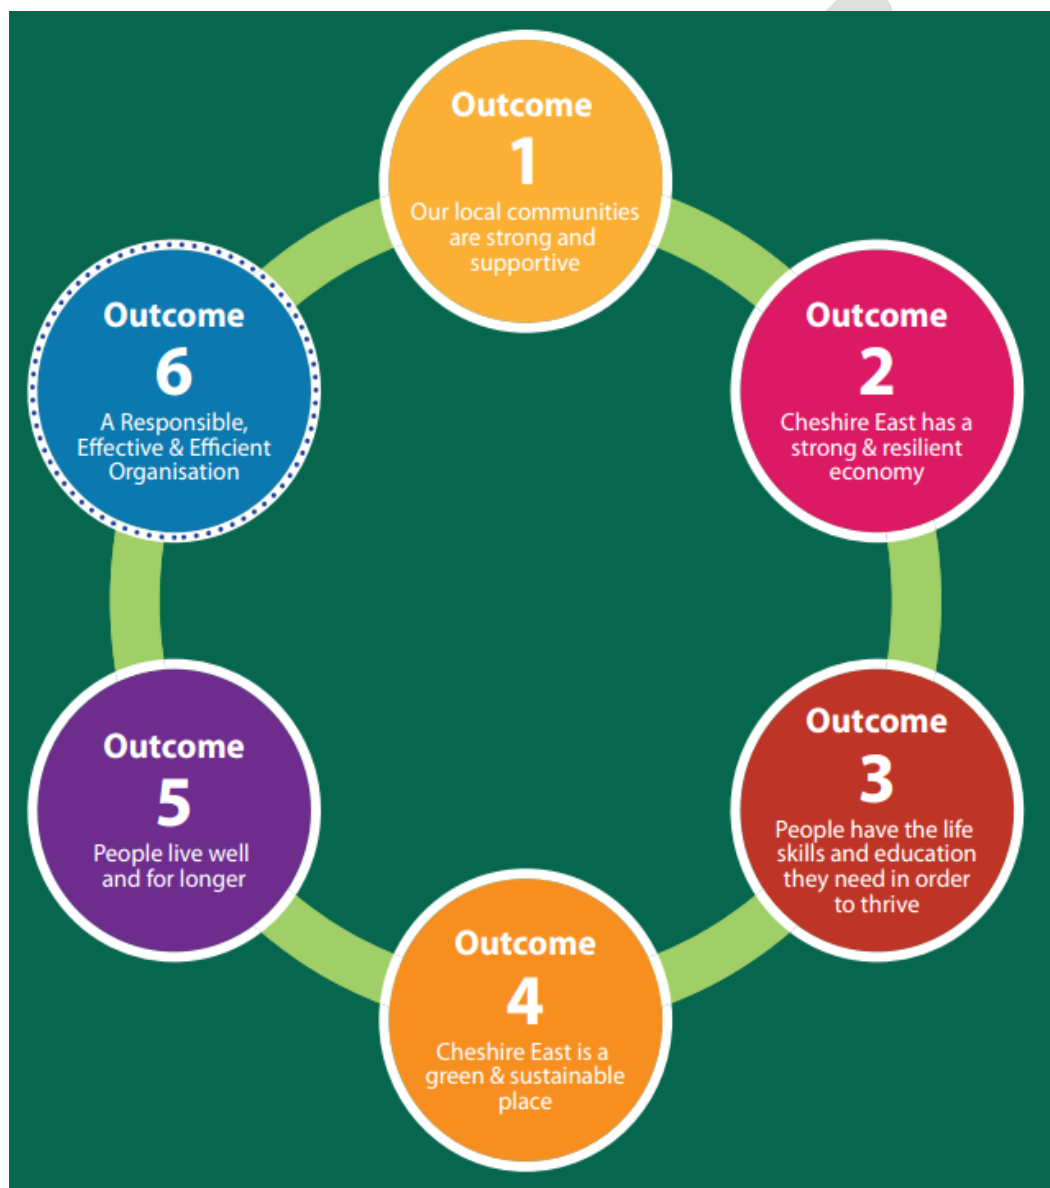 Outcome
1
Our local communities
are strong and
supportive
Outcome
2
Cheshire East has a
strong & resilient
economy
Outcome
3
People have the life
skills and education
they need in order
to thrive
Outcome
4
Cheshire East is a
green & sustainable
place
Outcome
5
People live well
and for longer
Outcome
6
A Responsible,
Effective & Efficient
Organisation